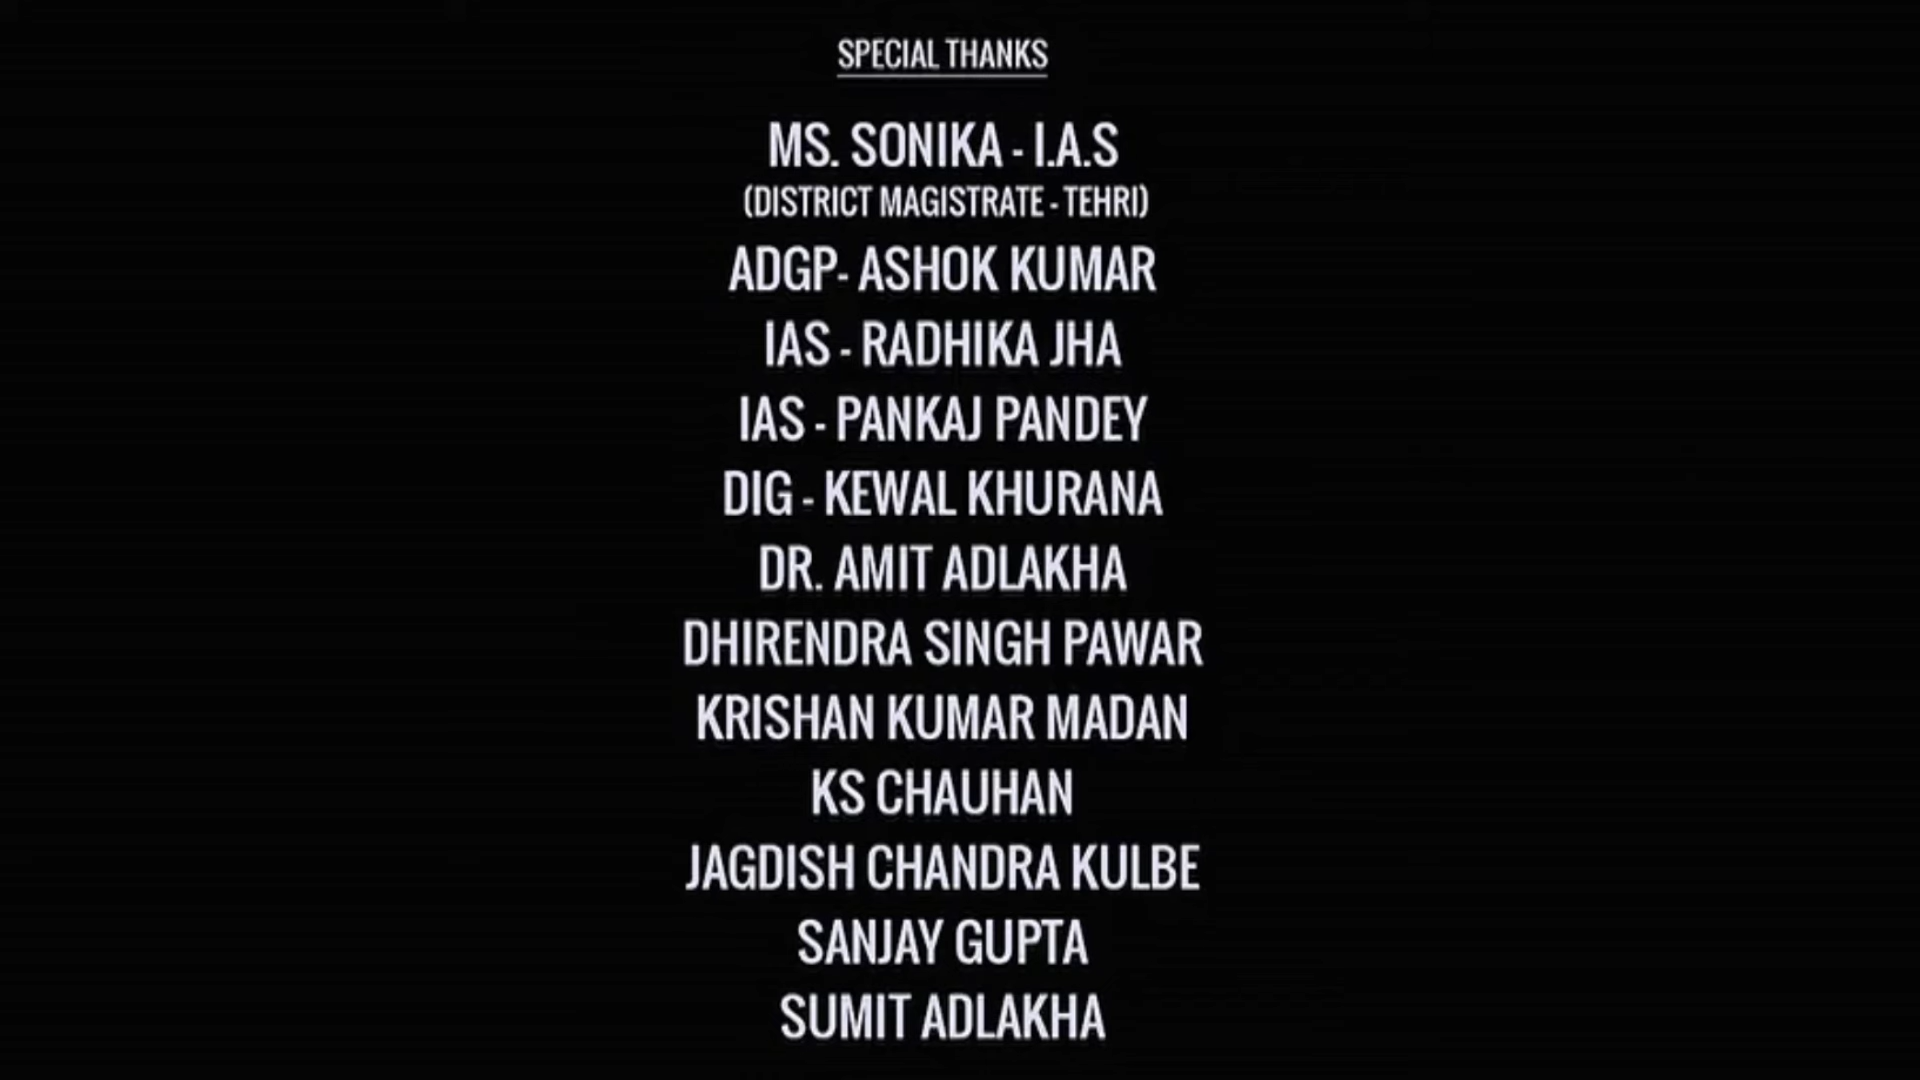 SPECIAL THANKS
MS. SONIKA - I.A.S
(DISTRICT MAGISTRATE - TEHRI)
ADGP- ASHOK KUMAR
IAS - RADHIKA JHA
IAS - PANKAJ PANDEY
DIG - KEWAL KHURANA
DR. AMIT ADLAKHA
DHIRENDRA SINGH PAWAR
KRISHAN KUMAR MADAN
KS CHAUHAN
JAGDISH CHANDRA KULBE
SANJAY GUPTA
SUMIT ADLAKHA